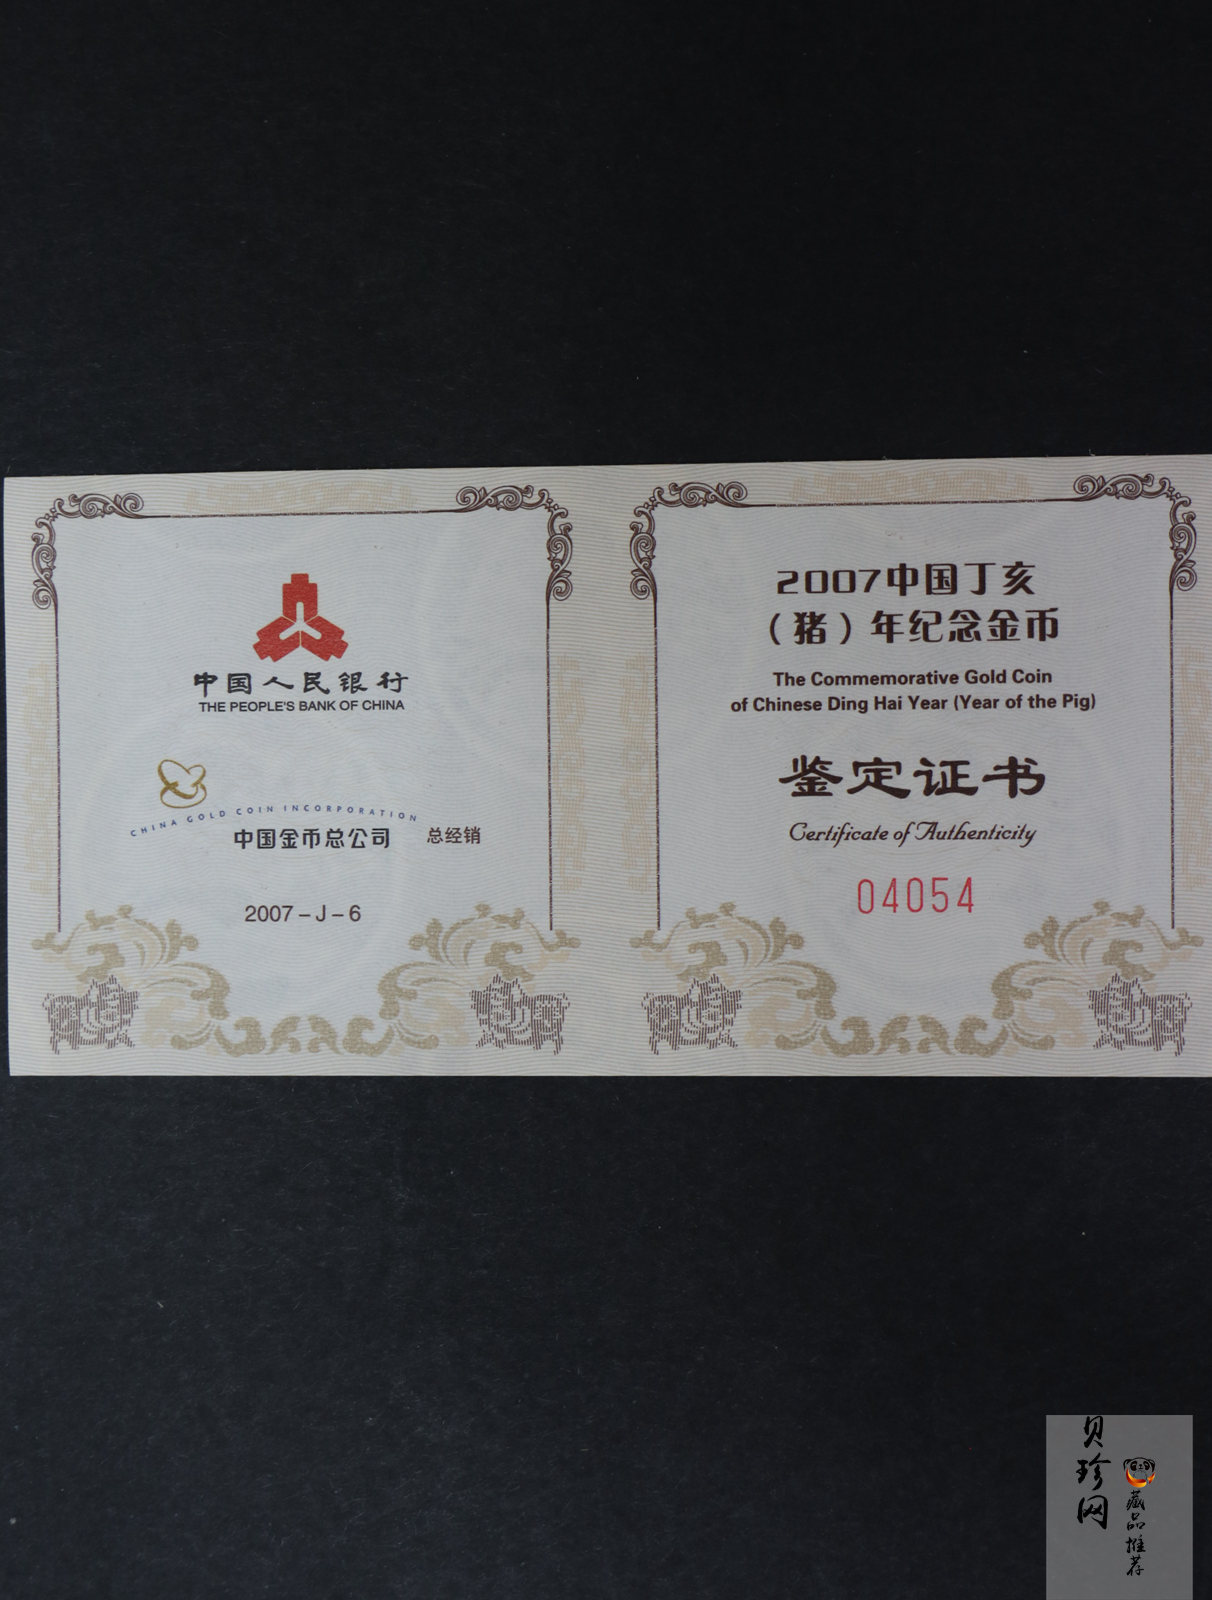 中国人民银行
THE PEOPLE'S BANK OF CHINA
CHINA GOLD COIN INCORPORATION
中国金币总公司 总经销
2007-J-6
2007中国丁亥
(猪)年纪念金币
The Commemorative Gold Coin
of Chinese Ding Hai Year (Year of the Pig)
鉴定证书
Certificate of Authenticity
04054
贝珍网
藏品推荐